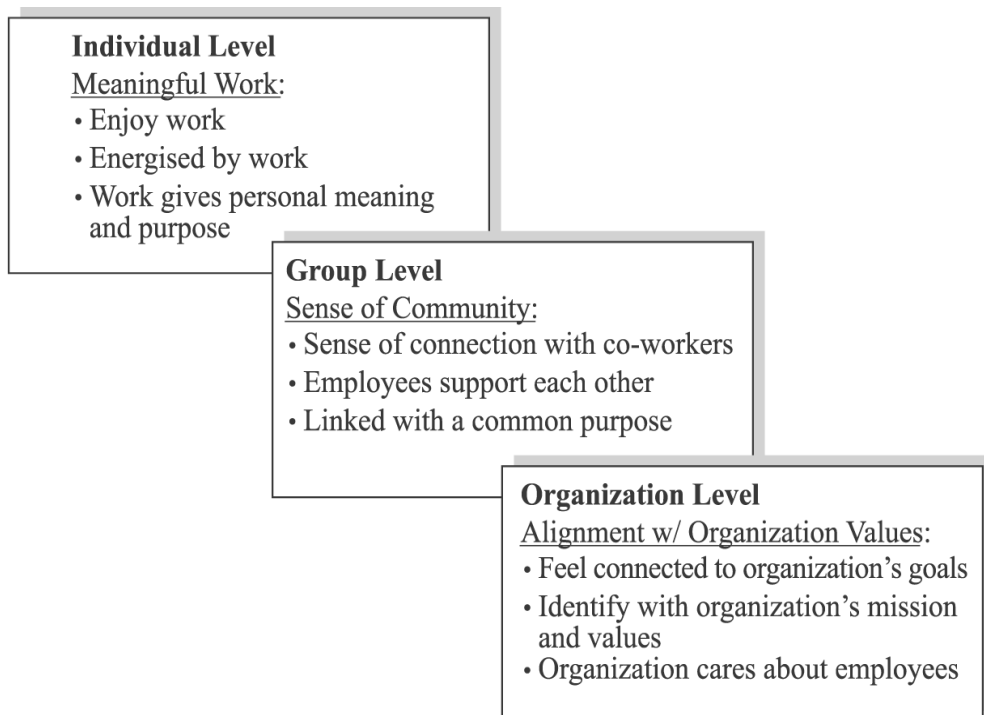 Individual Level
Meaningful Work:
• Enjoy work
• Energised by work
• Work gives personal meaning
and purpose
Group Level
Sense of Community:
• Sense of connection with co-workers
• Employees support each other
• Linked with a common purpose
Organization Level
Alignment w/ Organization Values:
• Feel connected to organization’s goals
• Identify with organization’s mission
and values
• Organization cares about employees